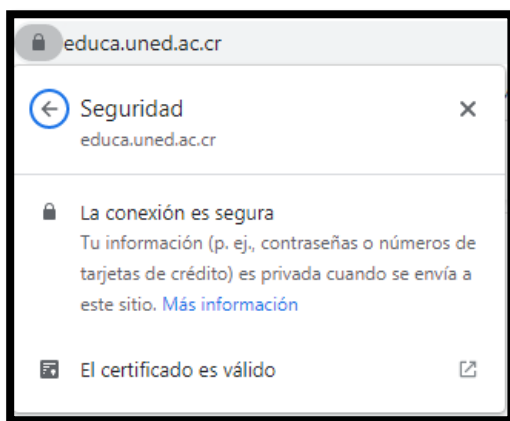 educa.uned.ac.cr
Seguridad
educa.uned.ac.cr
La conexión es segura
Tu información (p. ej., contraseñas o números de
tarjetas de crédito) es privada cuando se envía a
este sitio. Más información
El certificado es válido